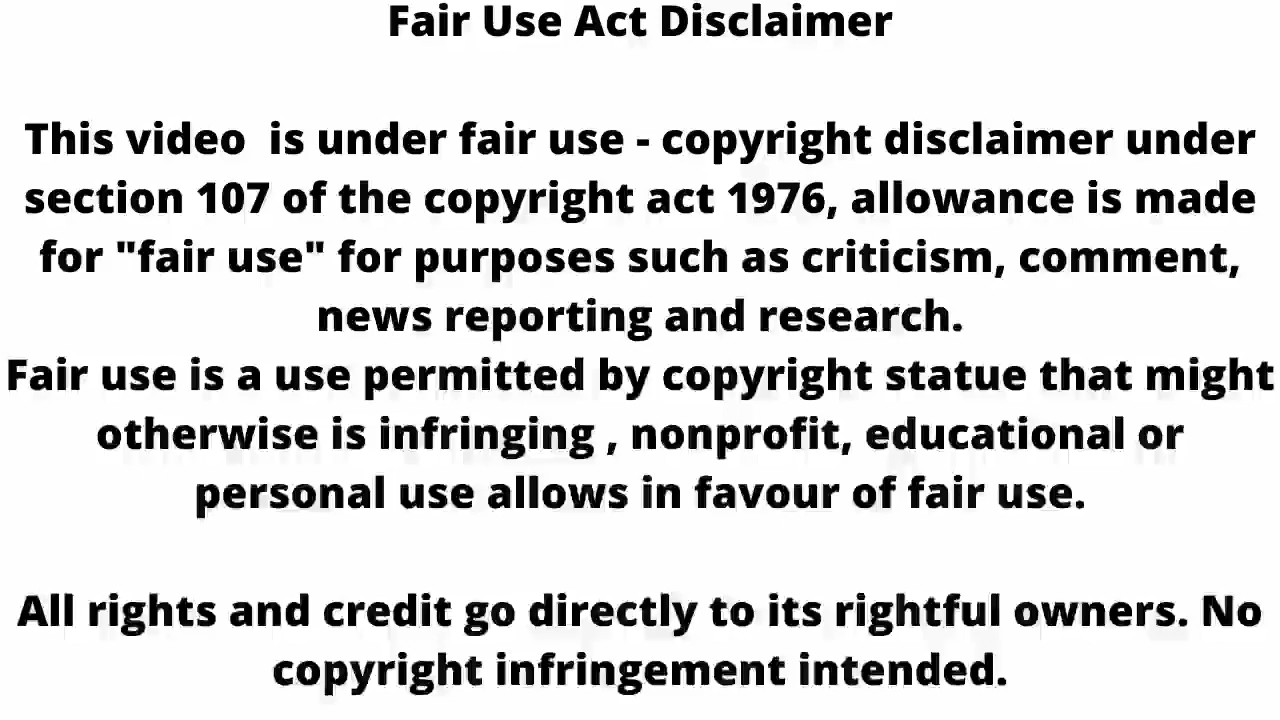 Fair Use Act Disclaimer
This video  is under fair use - copyright disclaimer under
section 107 of the copyright act 1976, allowance is made
for "fair use" for purposes such as criticism, comment,
news reporting and research.
Fair use is a use permitted by copyright statue that might
otherwise is infringing , nonprofit, educational or
personal use allows in favour of fair use.
All rights and credit go directly to its rightful owners. No
copyright infringement intended.